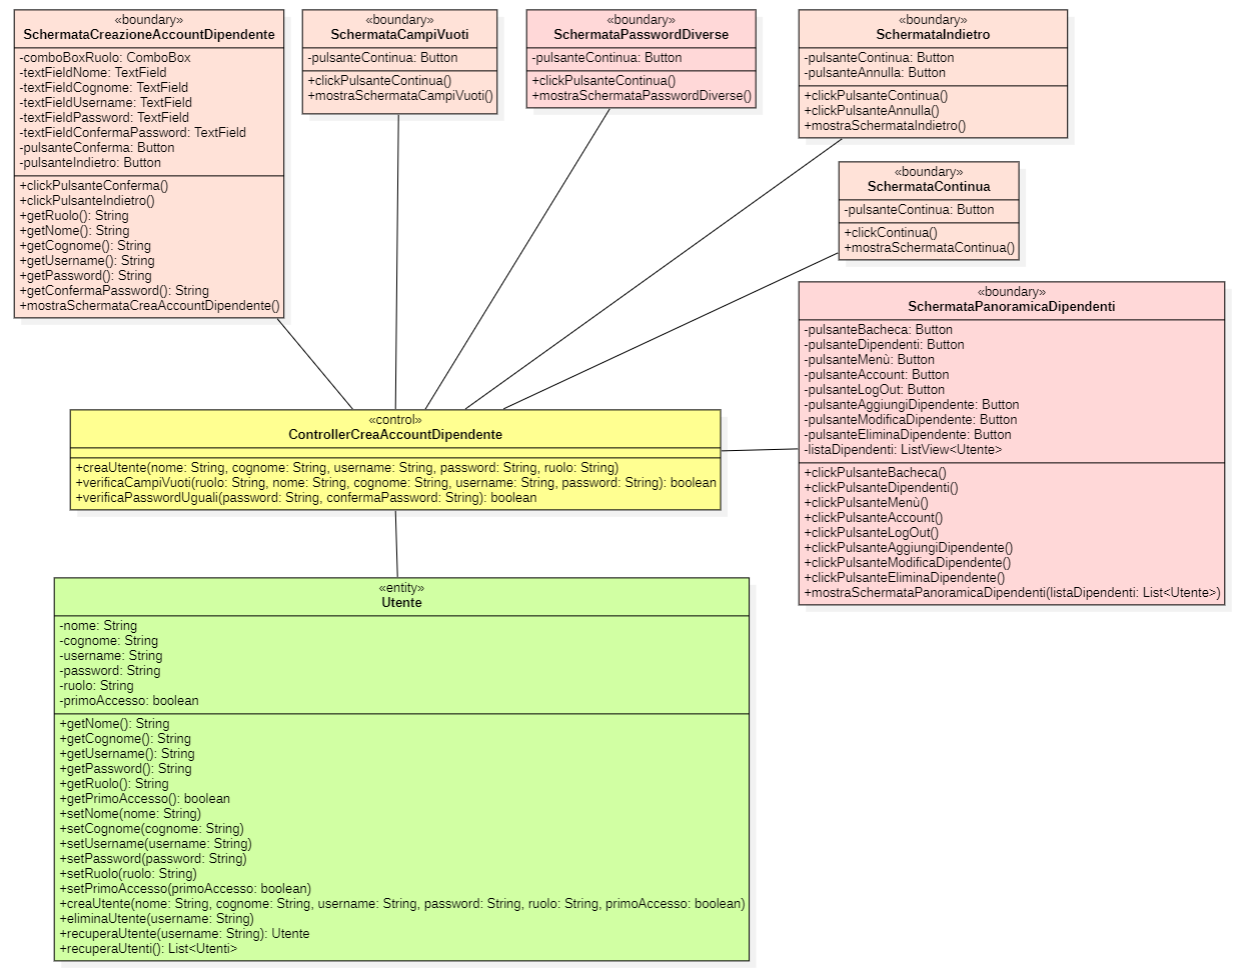 «boundary»
SchermataCreazioneAccountDipendente
-comboBoxRuolo: ComboBox
-textFieldNome: TextField
-textFieldCognome: TextField
-textFieldUsername: TextField
-textFieldPassword: TextField
-textFieldConfermaPassword: TextField
-pulsanteConferma: Button
-pulsanteIndietro: Button
+clickPulsanteConferma()
+clickPulsanteIndietro()
+getRuolo(): String
+getNome(): String
+getCognome(): String
+getUsername(): String
+getPassword(): String
+getConfermaPassword(): String
+mostraSchermataCreaAccountDipendente()
«boundary»
SchermataCampiVuoti
-pulsanteContinua: Button
+clickPulsanteContinua()
+mostraSchermataCampiVuoti()
«boundary»
SchermataPasswordDiverse
-pulsanteContinua: Button
+clickPulsanteContinua()
+mostraSchermataPasswordDiverse()
«boundary»
SchermataIndietro
-pulsanteContinua: Button
-pulsanteAnnulla: Button
+clickPulsanteContinua()
+clickPulsanteAnnulla()
+mostraSchermataIndietro()
«boundary»
SchermataContinua
-pulsanteContinua: Button
+clickContinua()
+mostraSchermataContinua()
«boundary»
SchermataPanoramicaDipendenti
-pulsanteBacheca: Button
-pulsanteDipendenti: Button
-pulsanteMenù: Button
-pulsanteAccount: Button
-pulsanteLogOut: Button
-pulsanteAggiungiDipendente: Button
-pulsanteModificaDipendente: Button
-pulsanteEliminaDipendente: Button
-listaDipendenti: ListView<Utente>
+clickPulsanteBacheca()
+clickPulsanteDipendenti()
+clickPulsanteMenù()
+clickPulsanteAccount()
+clickPulsanteLogOut()
+clickPulsanteAggiungiDipendente()
+clickPulsanteModificaDipendente()
+clickPulsanteEliminaDipendente()
+mostraSchermataPanoramicaDipendenti(listaDipendenti: List<Utente>)
«control»
ControllerCreaAccountDipendente
+creaUtente(nome: String, cognome: String, username: String, password: String, ruolo: String)
+verificaCampiVuoti(ruolo: String, nome: String, cognome: String, username: String, password: String): boolean
+verificaPasswordUguali(password: String, confermaPassword: String): boolean
«entity»
Utente
-nome: String
-cognome: String
-username: String
-password: String
-ruolo: String
-primoAccesso: boolean
+getNome(): String
+getCognome(): String
+getUsername(): String
+getPassword(): String
+getRuolo(): String
+getPrimoAccesso(): boolean
+setNome(nome: String)
+setCognome(cognome: String)
+setUsername(username: String)
+setPassword(password: String)
+setRuolo(ruolo: String)
+setPrimoAccesso(primoAccesso: boolean)
+creaUtente(nome: String, cognome: String, username: String, password: String, ruolo: String, primoAccesso: boolean)
+eliminaUtente(username: String)
+recuperaUtente(username: String): Utente
+recuperaUtenti(): List<Utenti>